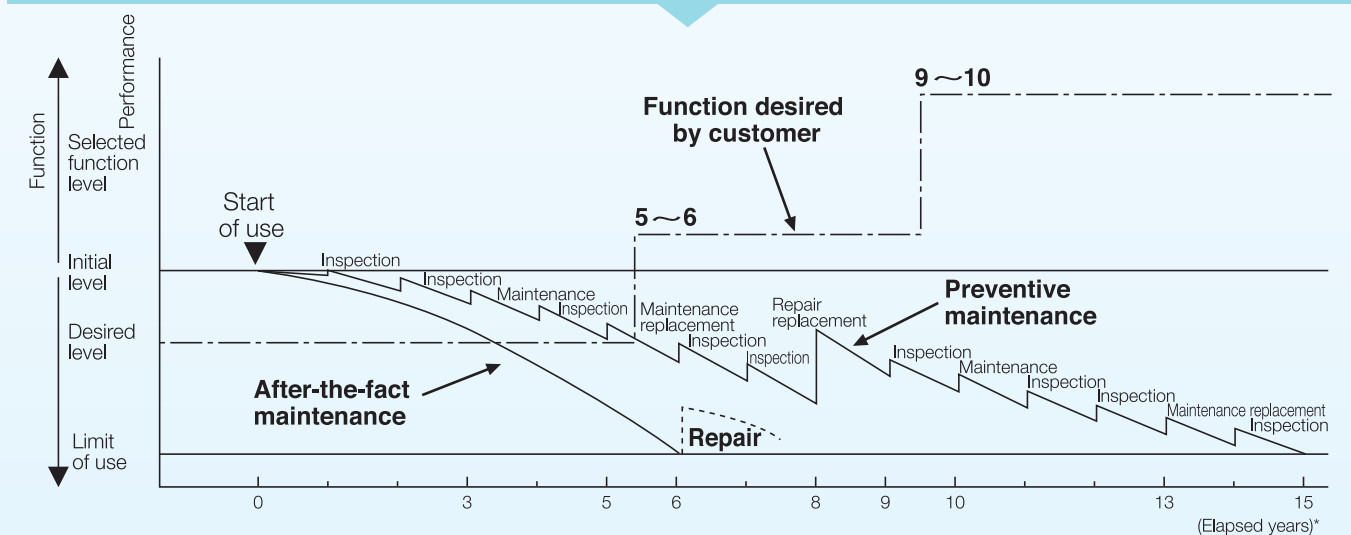 Function
Performance
Selected
function
level
Initial
level
Desired
level
Limit
of use
Start
of use
Function desired
by customer
5～6
9～10
Inspection
Inspection
Maintenance
Inspection
Maintenance
replacement
Inspection
Inspection
Repair
replacement
Inspection
Maintenance
Inspection
Inspection
Maintenance replacement
Inspection
Preventive
maintenance
After-the-fact
maintenance
Repair
0 3 5 6 8 9 10 13 15
(Elapsed years)*